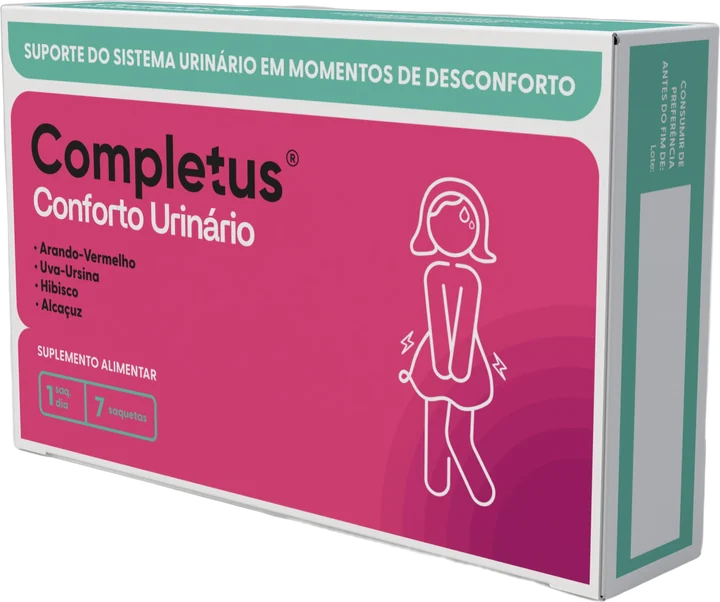 SUPORTE DO SISTEMA URINÁRIO EM MOMENTOS DE DESCONFORTO
Completus®
Conforto Urinário
• Arando-Vermelho
• Uva-Ursina
• Hibisco
• Alcaçuz
SUPLEMENTO ALIMENTAR
1 saq. dia
7 saquetas
CONSUMIR DE
PREFERÊNCIA
ANTES DO FIM DE:
Lote: